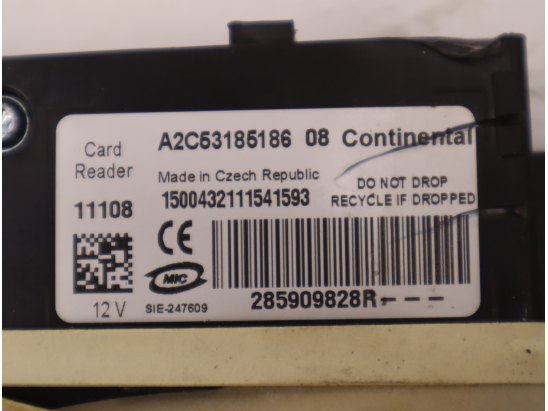 Card
Reader
11108
12 V
A2C53185186 08 Continental
Made in Czech Republic
1500432111541593
DO NOT DROP
RECYCLE IF DROPPED
CE
MIC
SIE-247609
285909828R - - -